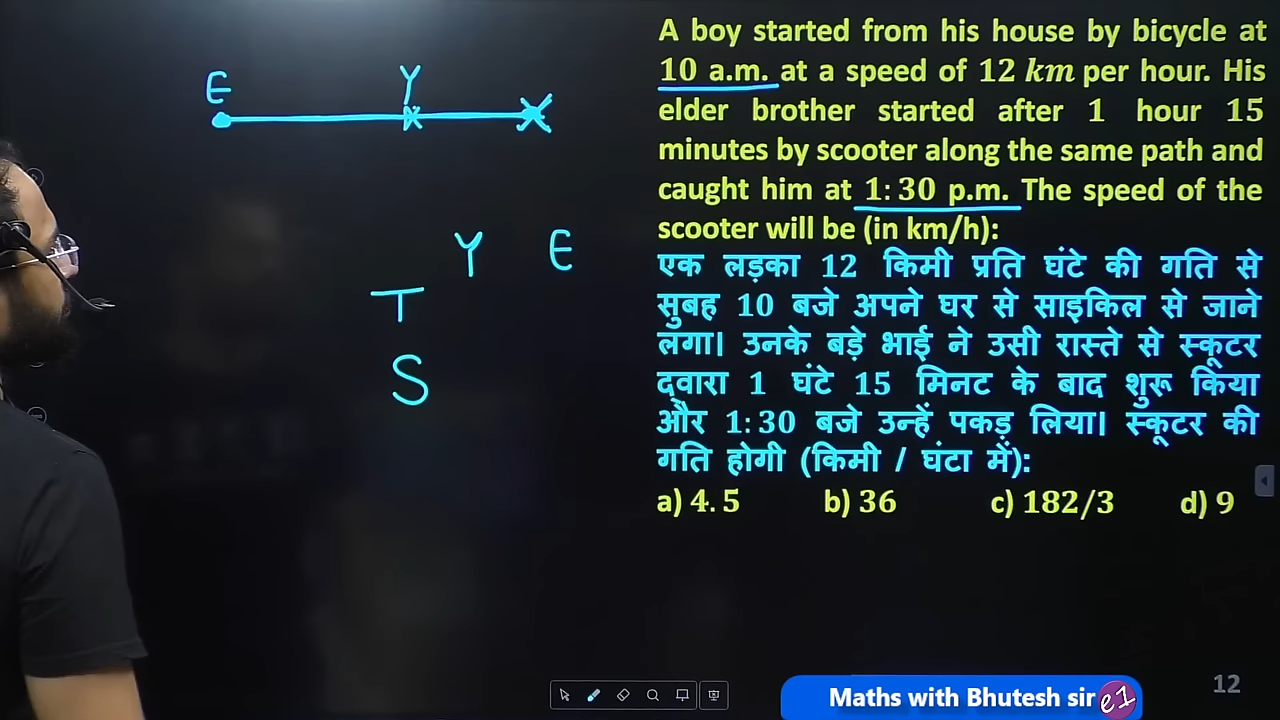 A boy started from his house by bicycle at
10 a.m. at a speed of 12 km per hour. His
elder brother started after 1 hour 15
minutes by scooter along the same path and
caught him at 1:30 p.m. The speed of the
scooter will be (in km/h):
एक लड़का 12 किमी प्रति घंटे की गति से
सुबह 10 बजे अपने घर से साइकिल से जाने
लगा। उनके बड़े भाई ने उसी रास्ते से स्कूटर
द्वारा 1 घंटे 15 मिनट के बाद शुरू किया
और 1:30 बजे उन्हें पकड़ लिया। स्कूटर की
गति होगी (किमी / घंटा में):
a) 4.5 b) 36 c) 182/3 d) 9
E Y
Y E
T
S
Maths with Bhutesh sir e1
12